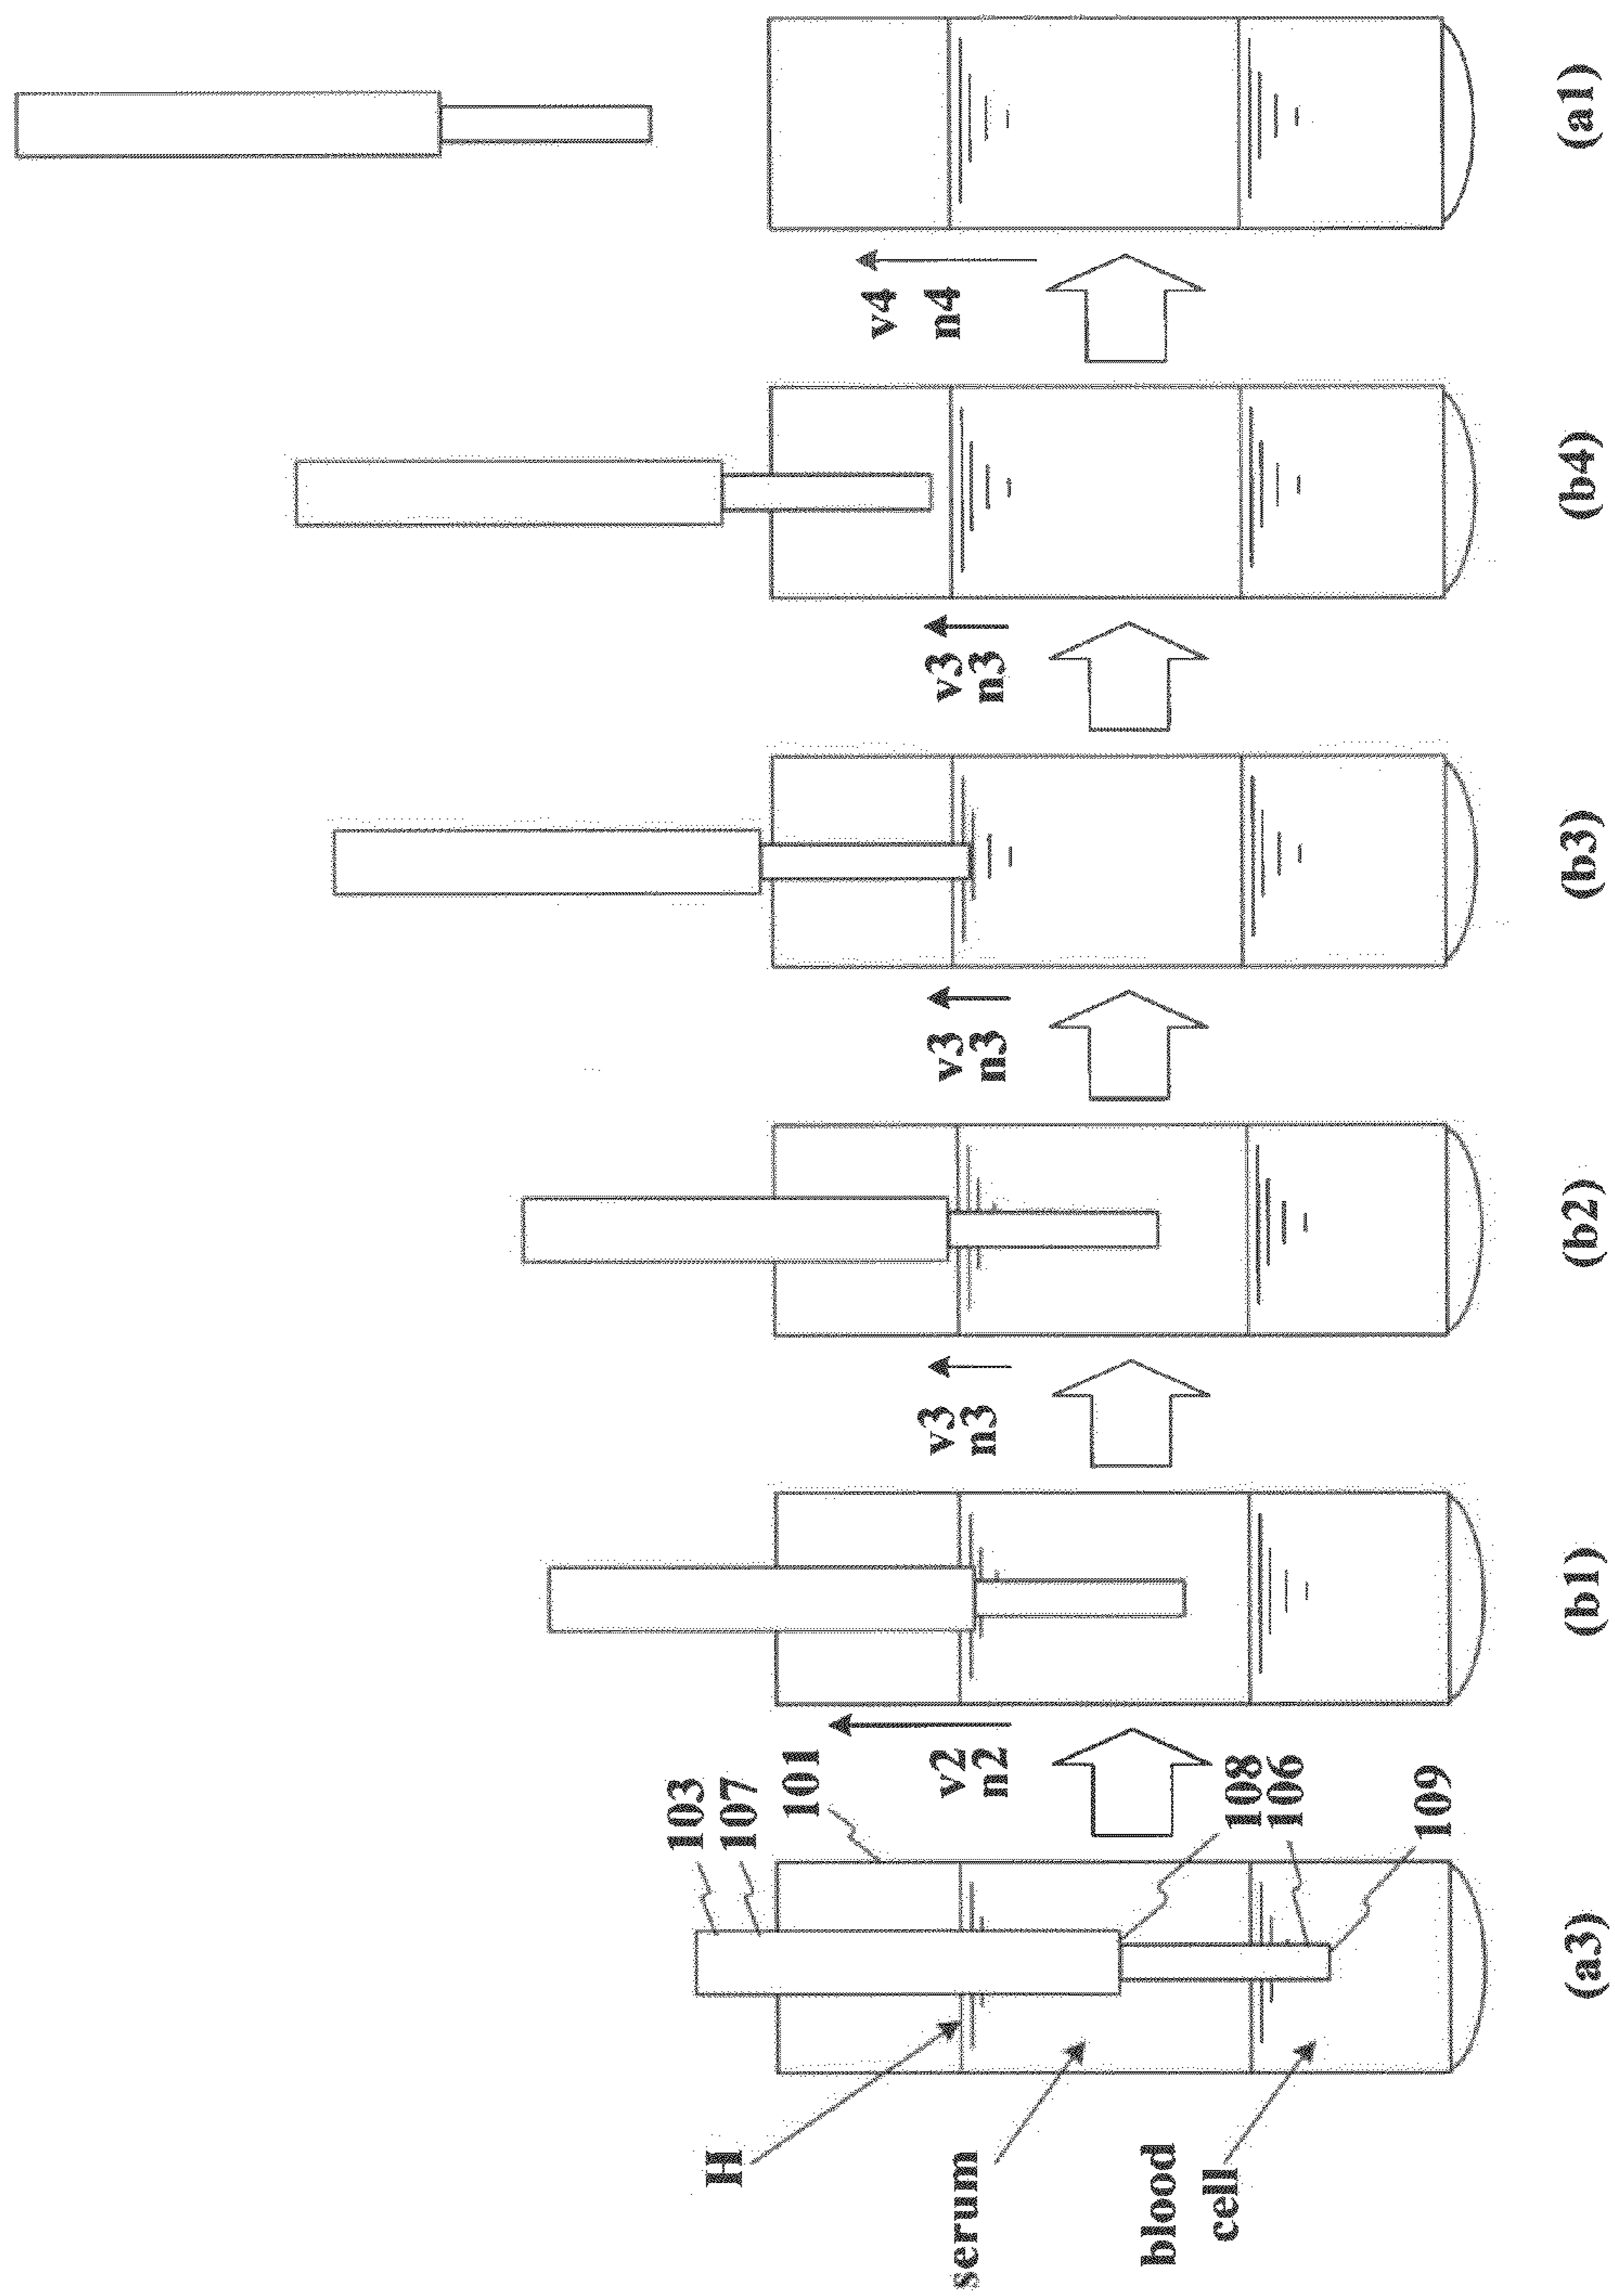 H
serum
blood
cell
103
107
101
108
106
109
v2
n2
v3
n3
v3
n3
v3
n3
v4
n4
(a3)
(b1)
(b2)
(b3)
(b4)
(a1)